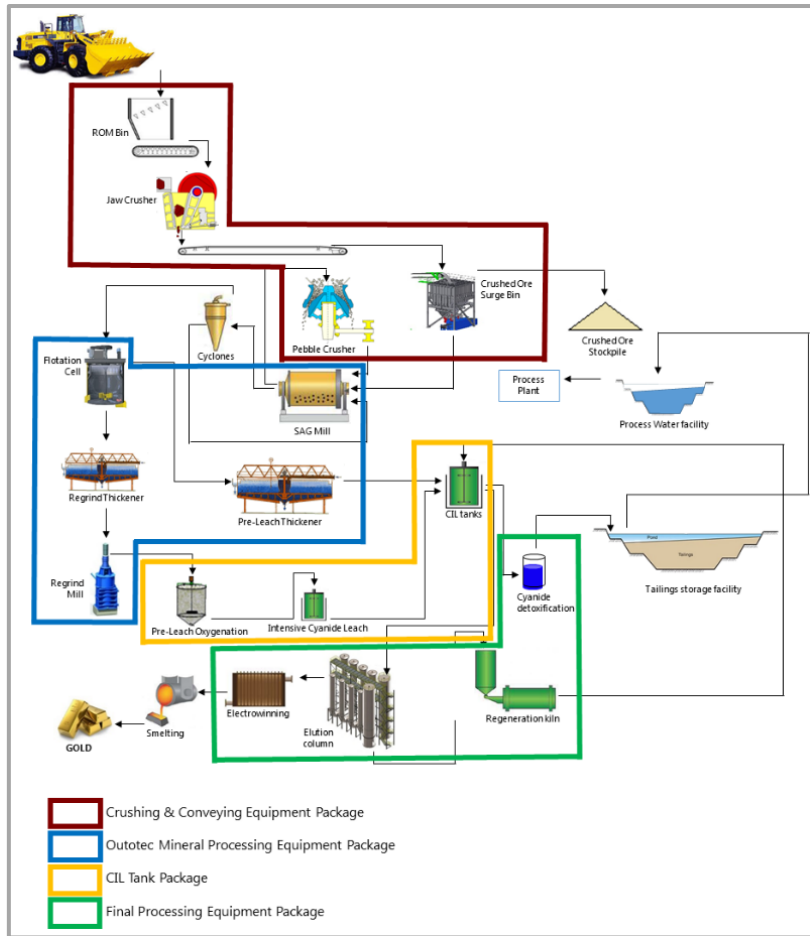 ROM Bin
Jaw Crusher
Crushed Ore
Surge Bin
Pebble Crusher
Cyclones
Crushed Ore
Stockpile
Flotation
Cell
Process
Plant
Process Water facility
SAG Mill
Regrind Thickener
Pre-Leach Thickener
CIL tanks
Pond
Tailings
Tailings storage facility
Regrind
Mill
Pre-Leach Oxygenation
Intensive Cyanide Leach
Cyanide
detoxification
Electrowinning
Elution
column
Regeneration kiln
Smelting
GOLD
Crushing & Conveying Equipment Package
Outotec Mineral Processing Equipment Package
CIL Tank Package
Final Processing Equipment Package